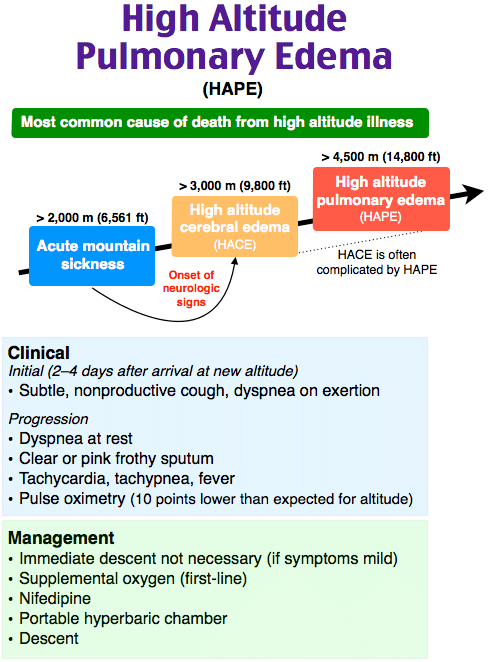 High Altitude
Pulmonary Edema
(HAPE)
Most common cause of death from high altitude illness
> 4,500 m (14,800 ft)
High altitude
pulmonary edema
(HAPE)
> 3,000 m (9,800 ft)
High altitude
cerebral edema
(HACE)
> 2,000 m (6,561 ft)
Acute mountain
sickness
HACE is often
complicated by HAPE
Onset of
neurologic
signs
Clinical
Initial (2–4 days after arrival at new altitude)
• Subtle, nonproductive cough, dyspnea on exertion
Progression
• Dyspnea at rest
• Clear or pink frothy sputum
• Tachycardia, tachypnea, fever
• Pulse oximetry (10 points lower than expected for altitude)
Management
• Immediate descent not necessary (if symptoms mild)
• Supplemental oxygen (first-line)
• Nifedipine
• Portable hyperbaric chamber
• Descent